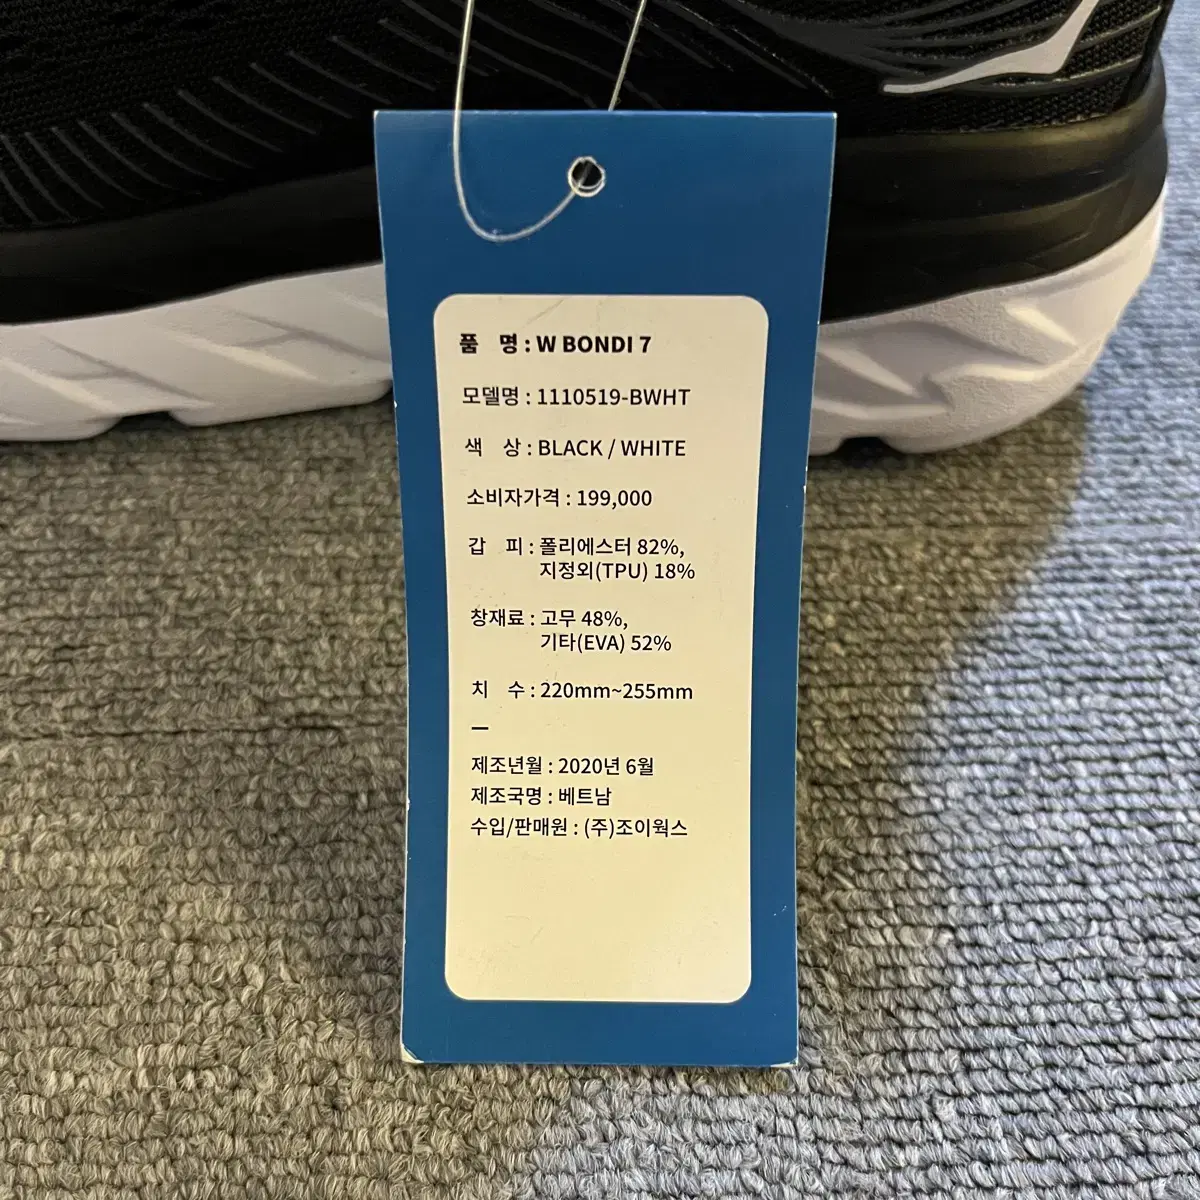 품 명 : W BONDI 7
모델명 : 1110519-BWHT
색 상 : BLACK / WHITE
소비자가격 : 199,000
갑 피 : 폴리에스터 82%,
지정외(TPU) 18%
창재료 : 고무 48%,
기타(EVA) 52%
치 수 : 220mm~255mm
제조년월 : 2020년 6월
제조국명 : 베트남
수입/판매원 : (주)조이웍스